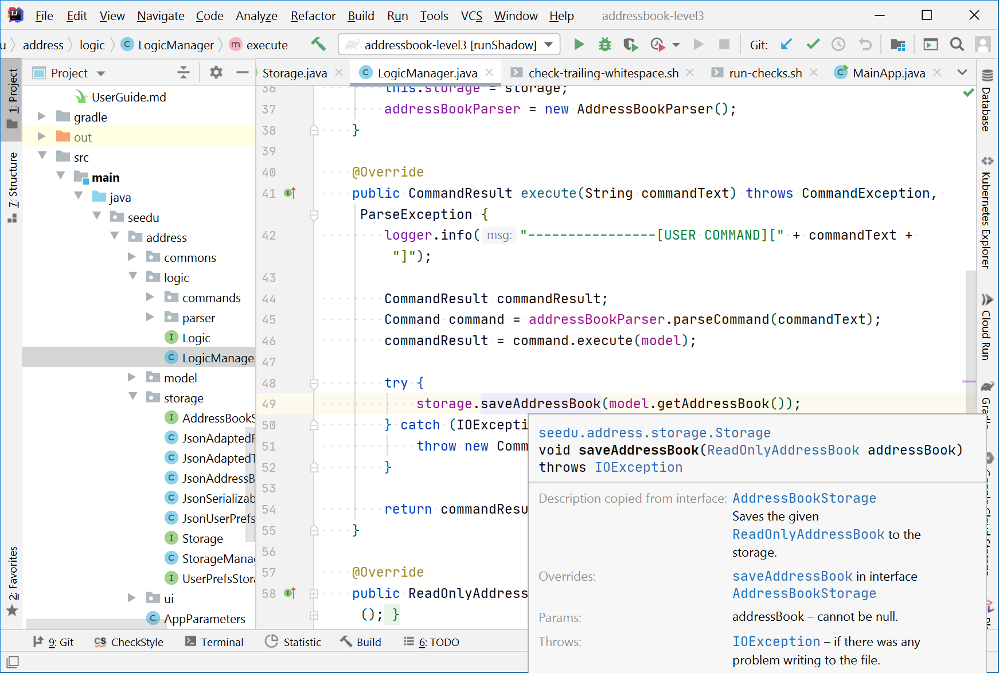 File Edit View Navigate Code Analyze Refactor Build Run Tools VCS Window Help addressbook-level3
address logic LogicManager execute addressbook-level3 [runShadow] Git:
Project
Storage.java LogicManager.java check-trailing-whitespace.sh run-checks.sh MainApp.java
1: Project
7: Structure
2: Favorites
UserGuide.md
gradle
out
src
main
java
seedu
address
commons
logic
commands
parser
Logic
LogicManager
model
storage
AddressBookS
JsonAdaptedP
JsonAdaptedT
JsonAddressB
JsonSerializab
JsonUserPrefs
Storage
StorageManag
UserPrefsStora
ui
AppParameters
36 this.storage = storage;
37 addressBookParser = new AddressBookParser();
38 }
39
40 @Override
41 public CommandResult execute(String commandText) throws CommandException,
ParseException {
42 logger.info( msg: "----------------[USER COMMAND][" + commandText +
"]");
43
44 CommandResult commandResult;
45 Command command = addressBookParser.parseCommand(commandText);
46 commandResult = command.execute(model);
47
48 try {
49 storage.saveAddressBook(model.getAddressBook());
50 } catch (IOExcepti
51 throw new Comm
52 }
53
54 return commandResu
55 }
56
57 @Override
58 public ReadOnlyAddress
(); }
seedu.address.storage.Storage
void saveAddressBook(ReadOnlyAddressBook addressBook)
throws IOException
Description copied from interface: AddressBookStorage
Saves the given
ReadOnlyAddressBook to the
storage.
Overrides: saveAddressBook in interface
AddressBookStorage
Params: addressBook – cannot be null.
Throws: IOException – if there was any
problem writing to the file.
Database
Kubernetes Explorer
Cloud Run
9: Git CheckStyle Terminal Statistic Build 6: TODO